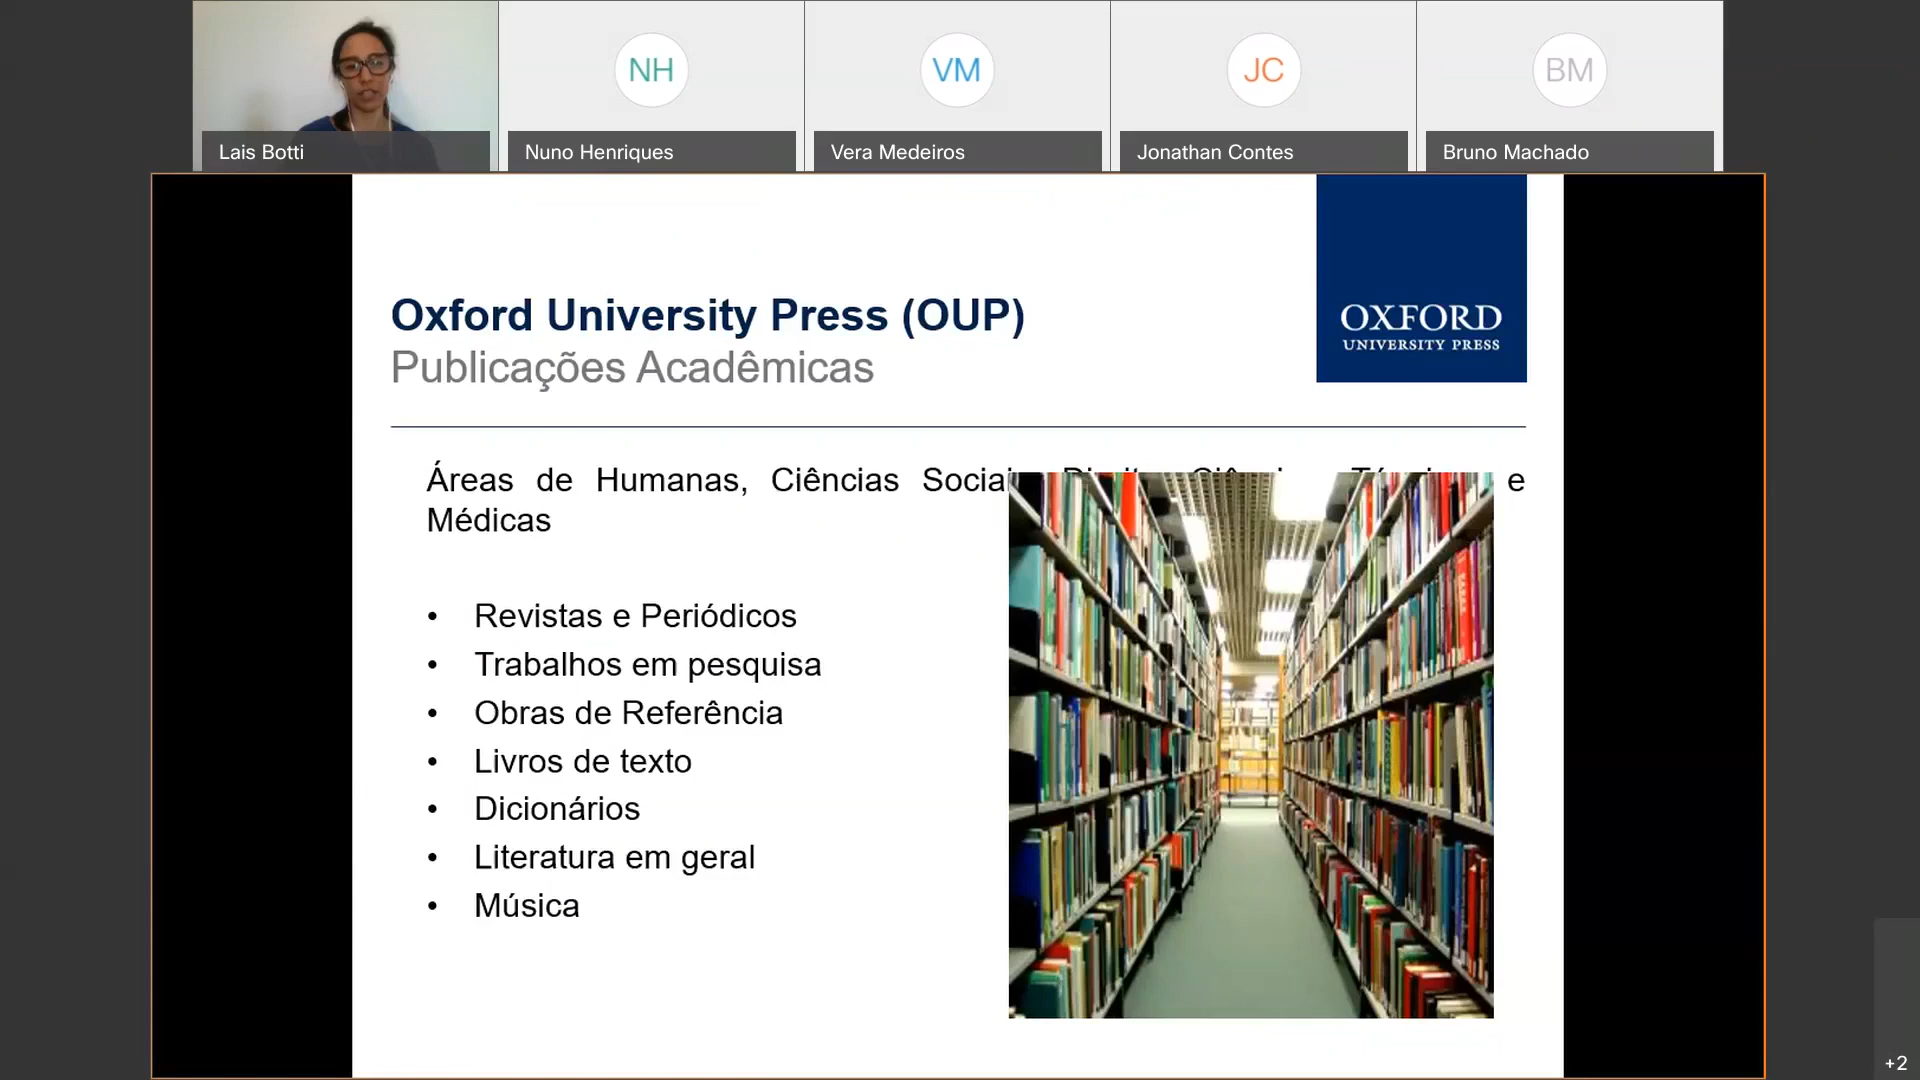 NH
VM
JC
BM
Lais Botti
Nuno Henriques
Vera Medeiros
Jonathan Contes
Bruno Machado
OXFORD
UNIVERSITY PRESS
Oxford University Press (OUP)
Publicações Acadêmicas
Áreas de Humanas, Ciências e
Médicas
• Revistas e Periódicos
• Trabalhos em pesquisa
• Obras de Referência
• Livros de texto
• Dicionários
• Literatura em geral
• Música
+2